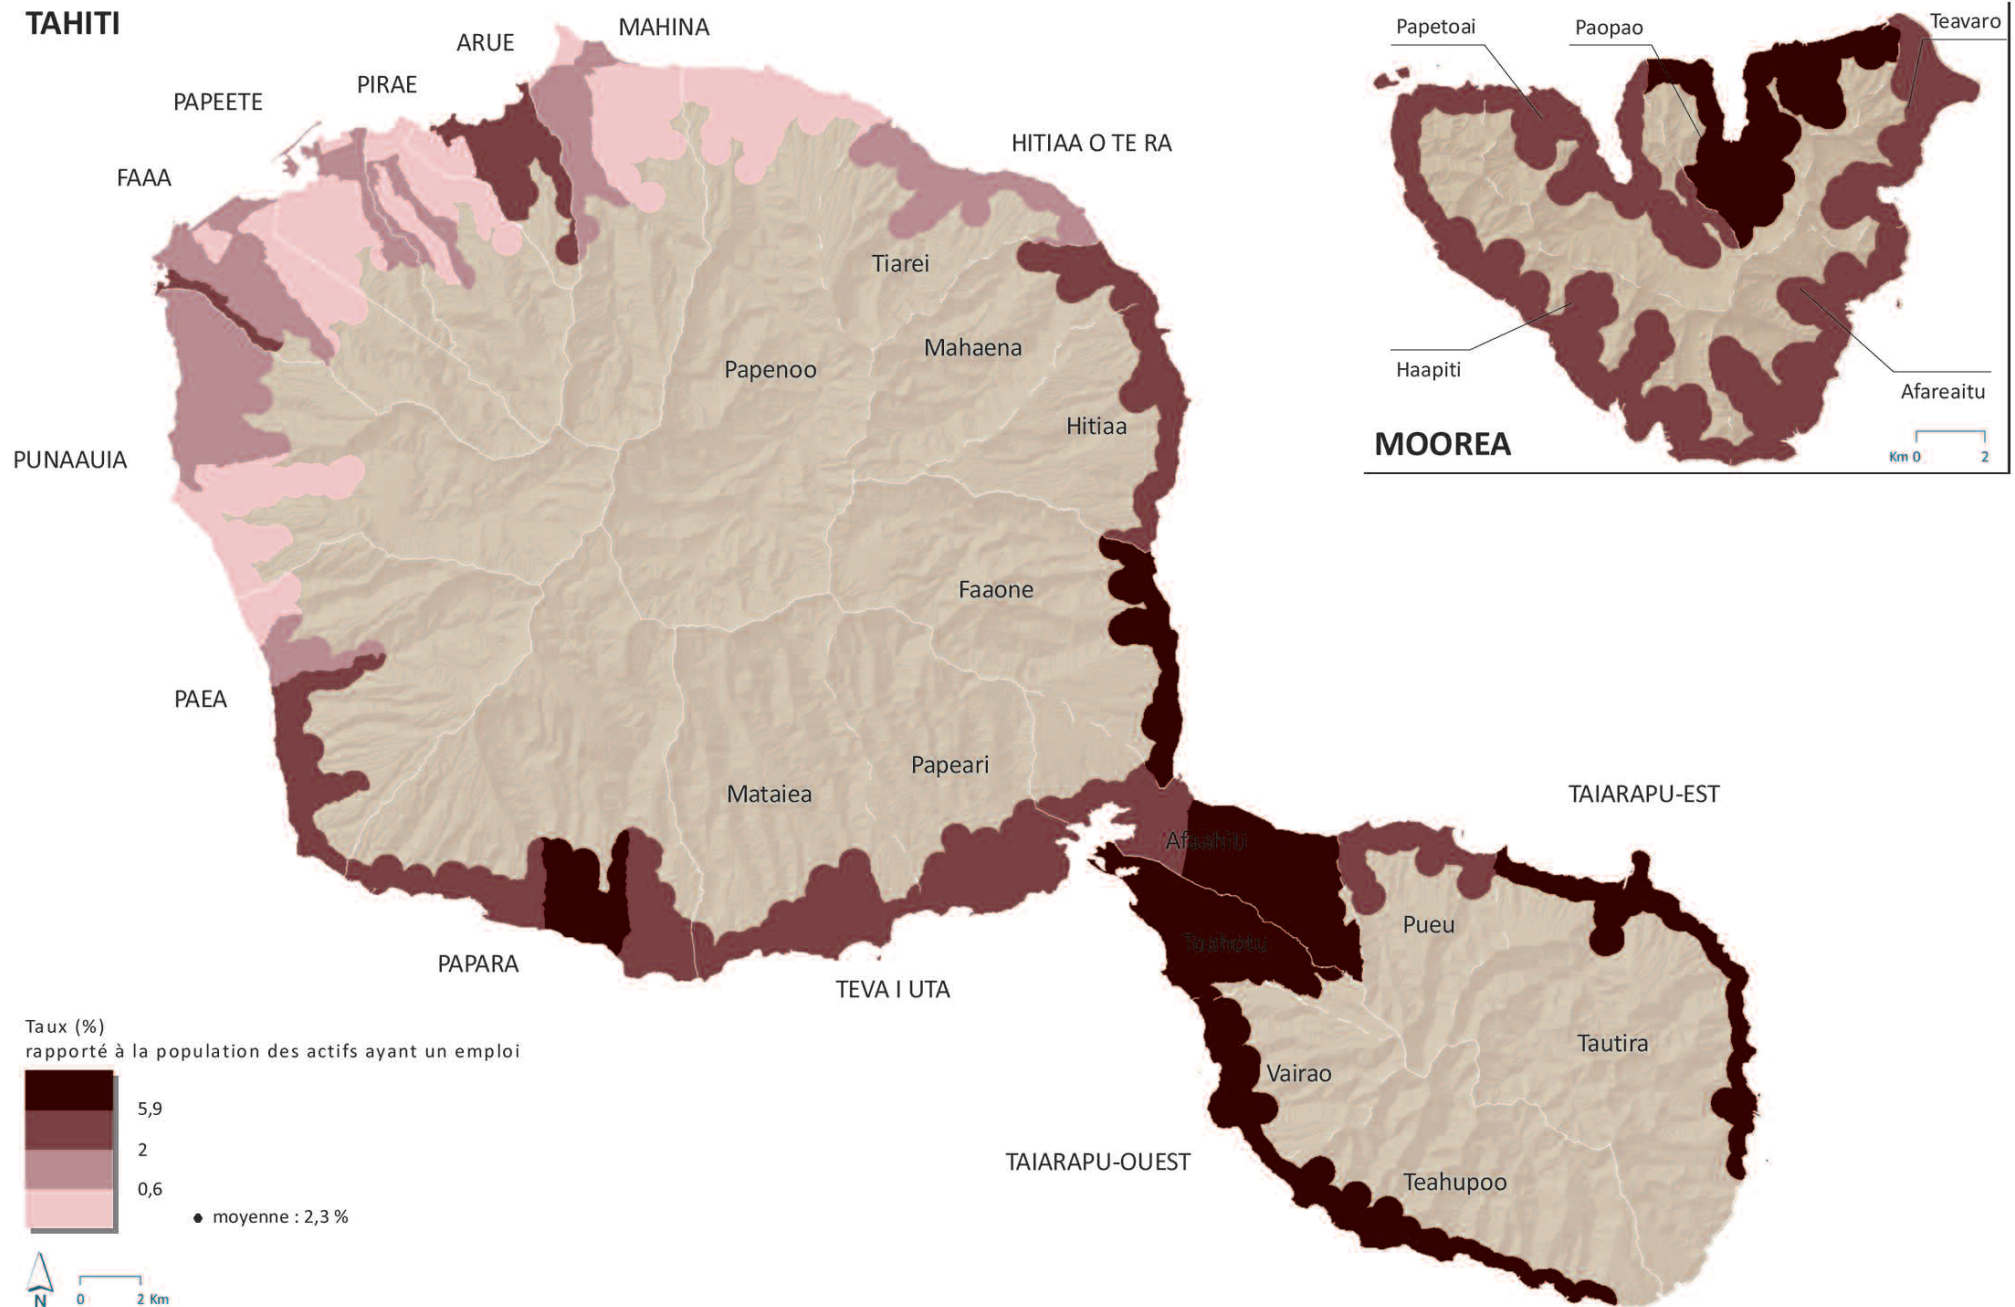 TAHITI
MAHINA
ARUE
PIRAE
PAPEETE
FAAA
HITIAA O TE RA
Tiarei
Mahaena
Papenoo
Hitiaa
PUNAAUIA
Faaone
PAEA
Papeari
Mataiea
PAPARA
TEVA I UTA
Papetoai
Paopao
Teavaro
Haapiti
Afareaitu
MOOREA
Km 0 2
TAIARAPU-EST
Afaahiti
Pueu
Toahotu
Tautira
Vairao
TAIARAPU-OUEST
Teahupoo
Taux (%)
rapporté à la population des actifs ayant un emploi
5,9
2
0,6
moyenne : 2,3 %
N
0 2 Km